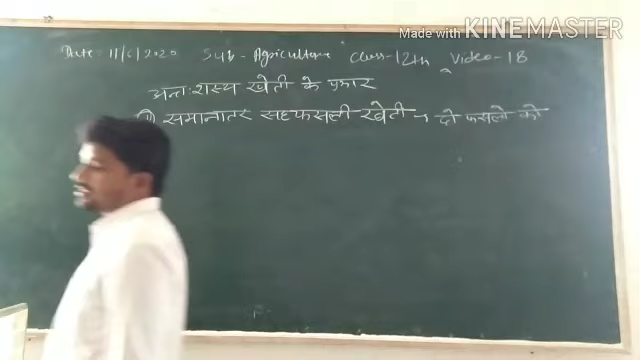 Made with KINEMASTER
Date- 11/6/2020 Sub- Agriculture Class-12th Video-18
अन्तःशस्य खेती के प्रकार
① समानातर सहफसली खेती → दो फसलो को